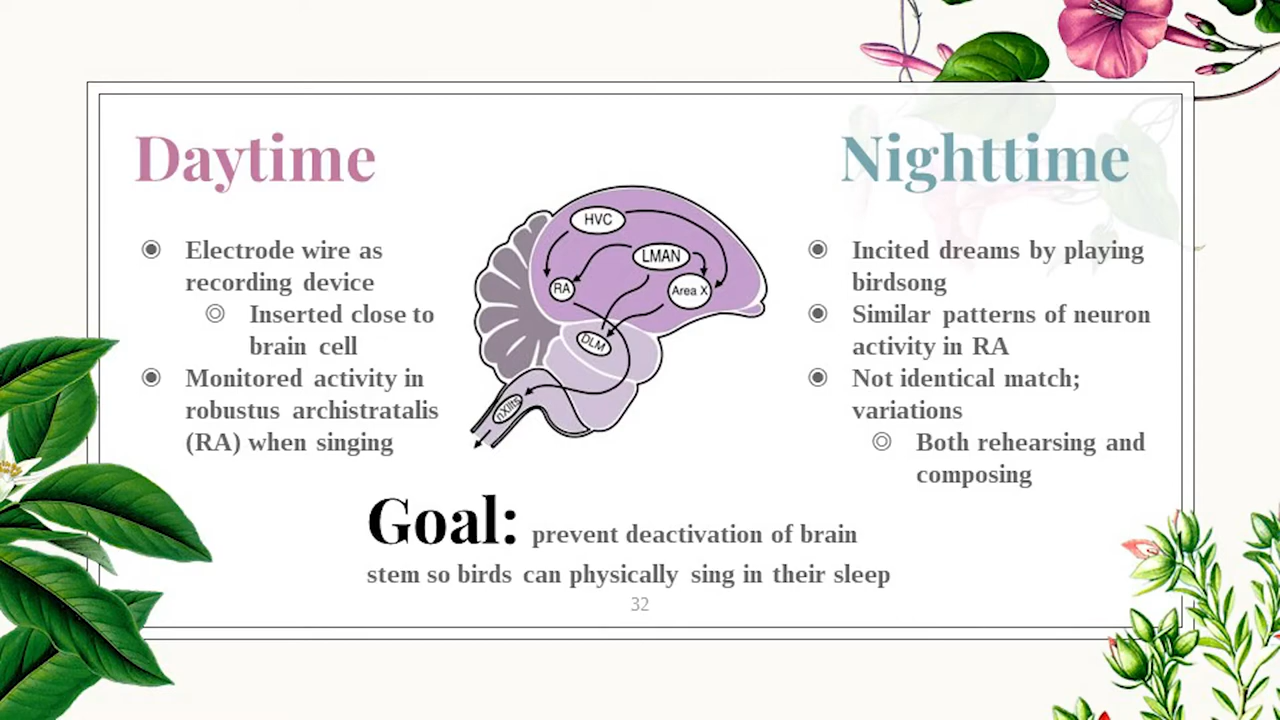 Daytime
Electrode wire as
recording device
Inserted close to
brain cell
Monitored activity in
robustus archistratalis
(RA) when singing
HVC
LMAN
RA
Area X
DLM
nXIIts
Nighttime
Incited dreams by playing
birdsong
Similar patterns of neuron
activity in RA
Not identical match;
variations
Both rehearsing and
composing
Goal: prevent deactivation of brain
stem so birds can physically sing in their sleep
32